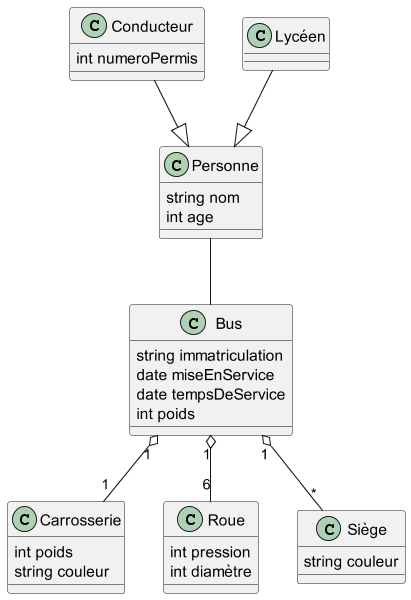 C Conducteur
int numeroPermis
C Lycéen
C Personne
string nom
int age
C Bus
string immatriculation
date miseEnService
date tempsDeService
int poids
1
1
1
1
6
*
C Carrosserie
int poids
string couleur
C Roue
int pression
int diamètre
C Siège
string couleur